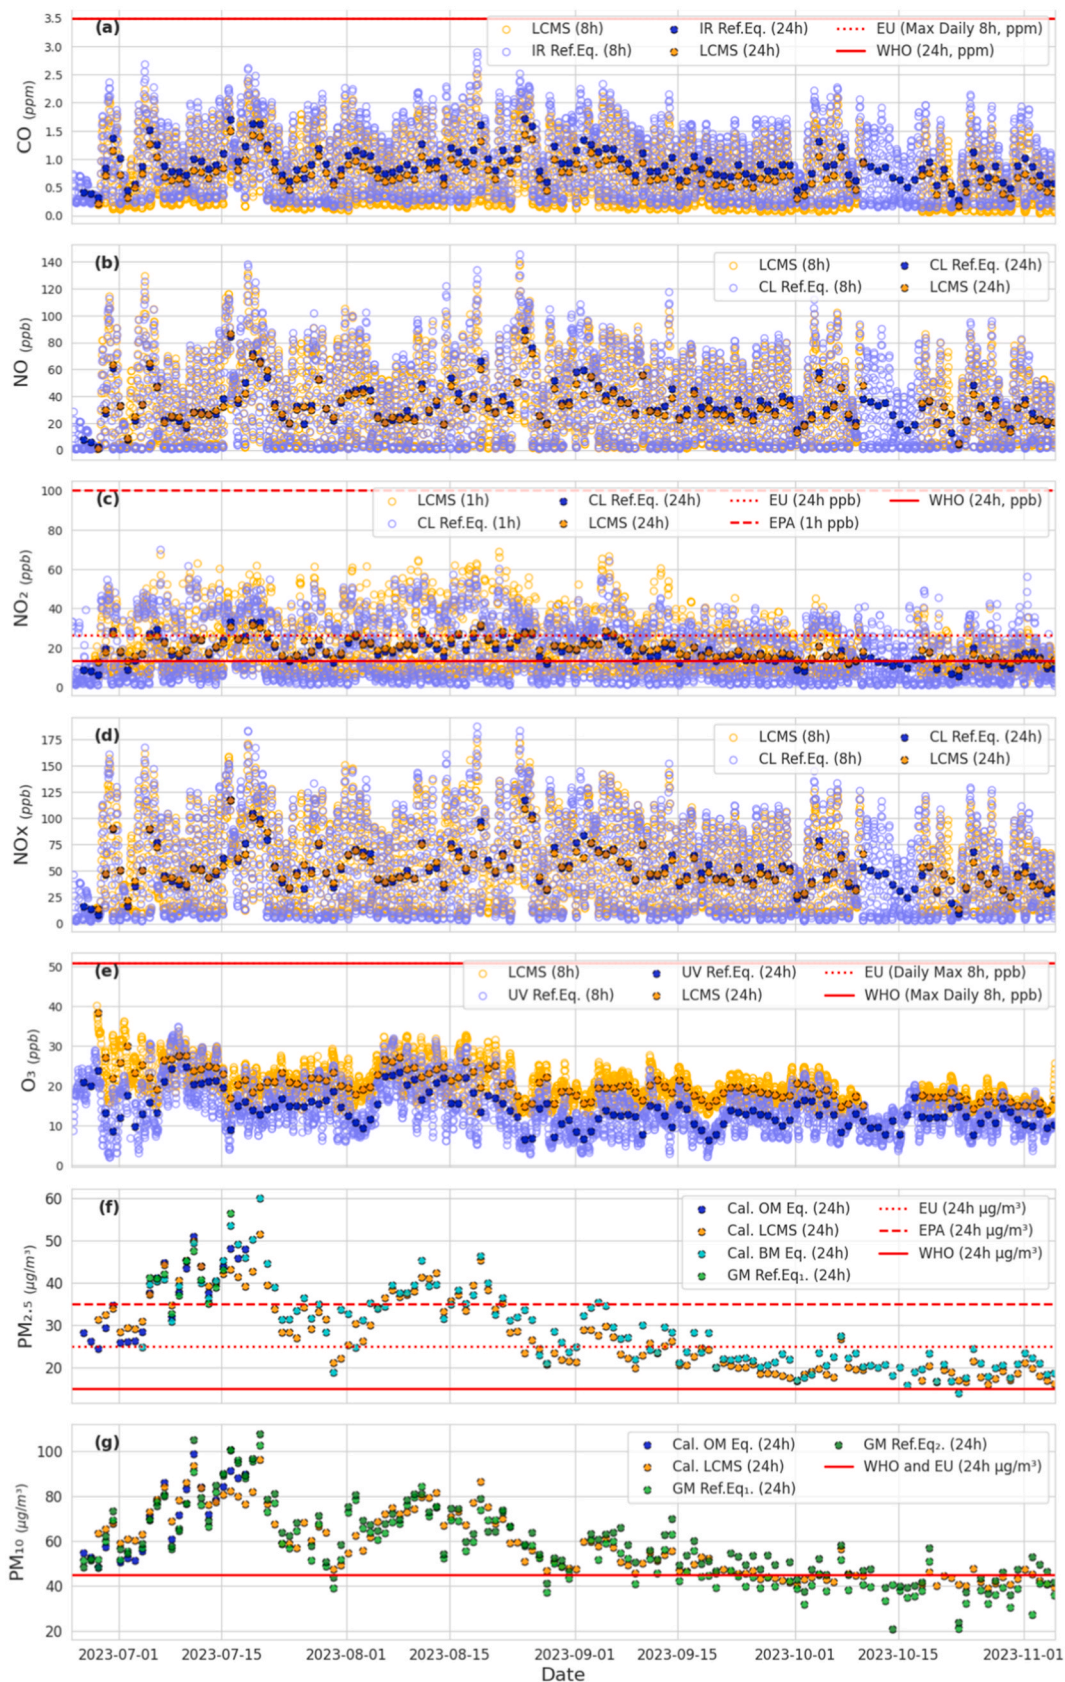 (a)
LCMS (8h) IR Ref.Eq. (24h) EU (Max Daily 8h, ppm)
IR Ref.Eq. (8h) LCMS (24h) WHO (24h, ppm)
CO (ppm)
3.5
3.0
2.5
2.0
1.5
1.0
0.5
0.0
(b)
LCMS (8h) CL Ref.Eq. (24h)
CL Ref.Eq. (8h) LCMS (24h)
NO (ppb)
140
120
100
80
60
40
20
0
(c)
LCMS (1h) CL Ref.Eq. (24h) EU (24h ppb) WHO (24h, ppb)
CL Ref.Eq. (1h) LCMS (24h) EPA (1h ppb)
NO₂ (ppb)
100
80
60
40
20
0
(d)
LCMS (8h) CL Ref.Eq. (24h)
CL Ref.Eq. (8h) LCMS (24h)
NOx (ppb)
175
150
125
100
75
50
25
0
(e)
LCMS (8h) UV Ref.Eq. (24h) EU (Daily Max 8h, ppb)
UV Ref.Eq. (8h) LCMS (24h) WHO (Max Daily 8h, ppb)
O₃ (ppb)
50
40
30
20
10
0
(f)
Cal. OM Eq. (24h) EU (24h µg/m³)
Cal. LCMS (24h) EPA (24h µg/m³)
Cal. BM Eq. (24h) WHO (24h µg/m³)
GM Ref.Eq₁. (24h)
PM₂.₅ (µg/m³)
60
50
40
30
20
(g)
Cal. OM Eq. (24h) GM Ref.Eq₂. (24h)
Cal. LCMS (24h) WHO and EU (24h µg/m³)
GM Ref.Eq₁. (24h)
PM₁₀ (µg/m³)
100
80
60
40
20
2023-07-01 2023-07-15 2023-08-01 2023-08-15 2023-09-01 2023-09-15 2023-10-01 2023-10-15 2023-11-01
Date